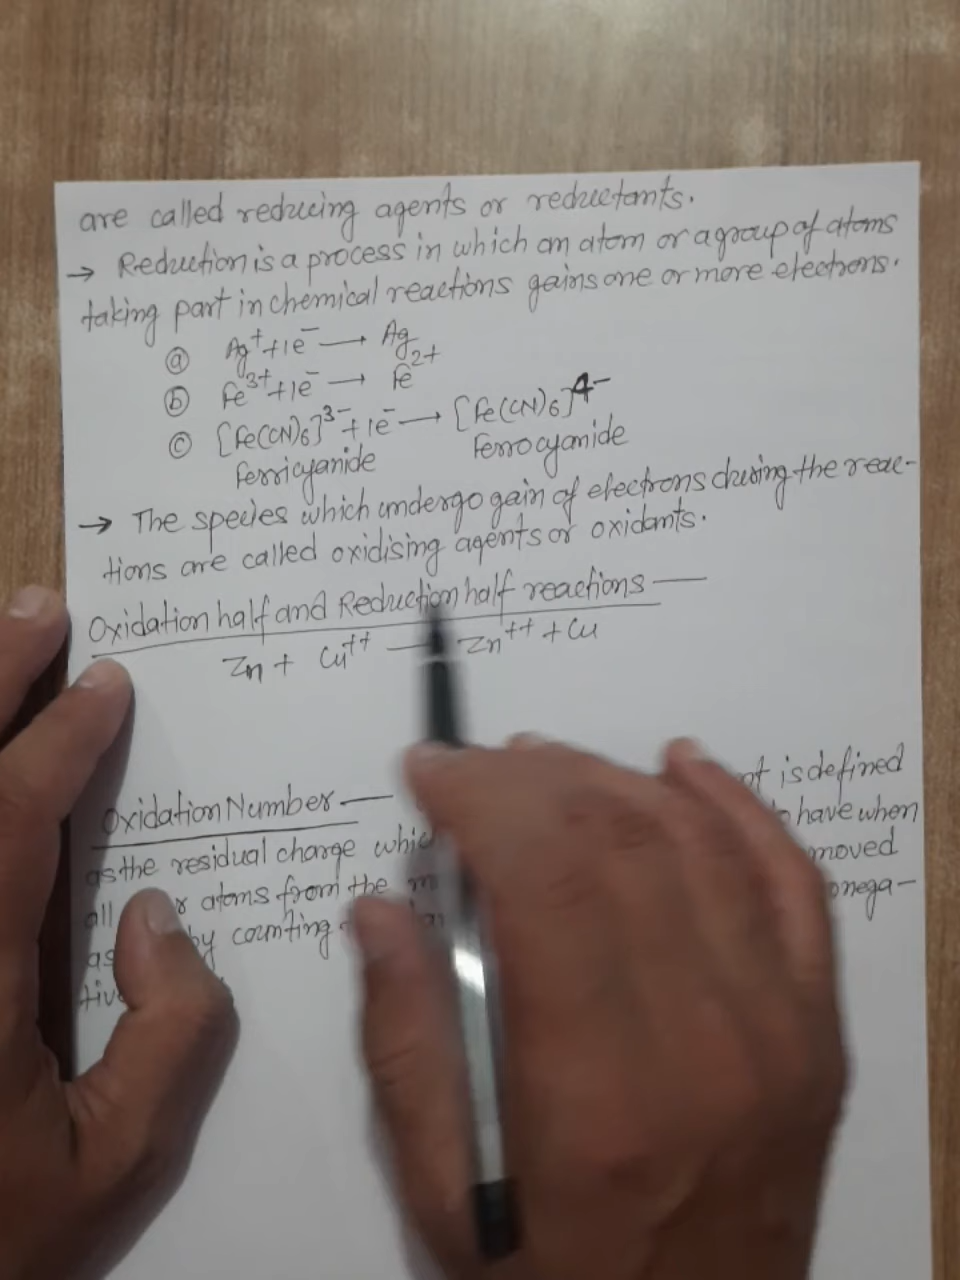 are called reducing agents or reductants.
→ Reduction is a process in which an atom or a group of atoms
taking part in chemical reactions gains one or more electrons.
ⓐ Ag⁺ + 1e⁻ → Ag
ⓑ Fe³⁺ + 1e⁻ → Fe²⁺
ⓒ [Fe(CN)6]³⁻ + 1e⁻ → [Fe(CN)6]⁴⁻
Ferricyanide Ferrocyanide
→ The species which undergo gain of electrons during the reac-
tions are called oxidising agents or oxidants.
Oxidation half and Reduction half reactions —
Zn + Cu⁺⁺ → Zn⁺⁺ + Cu
Oxidation Number — is defined
as the residual charge have when
all atoms from the moved
by counting onega-